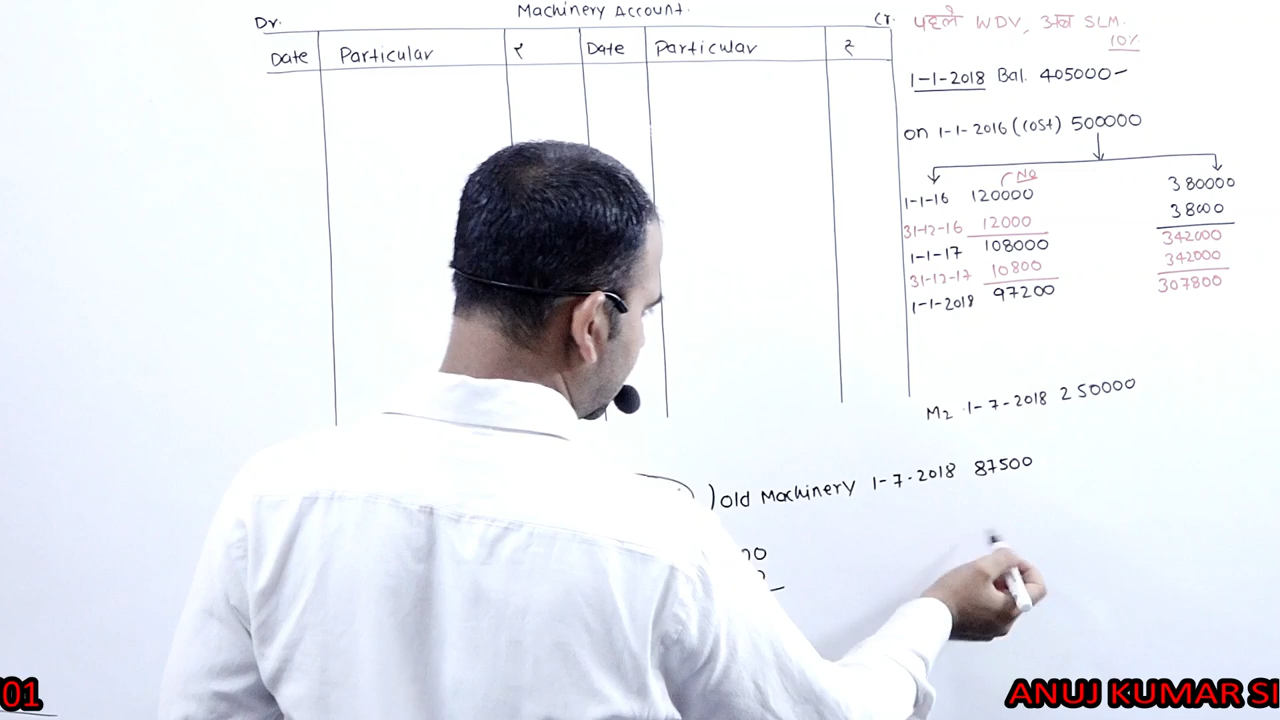 Machinery Account.
Dr. Cr.
Date Particular ₹ Date Particular ₹
पहले WDV, अब SLM.
10%
1-1-2018 Bal. 405000-
on 1-1-2016 (cost) 500000
No
1-1-16 120000 380000
31-12-16 12000 38000
1-1-17 108000 342000
31-12-17 10800 342000
1-1-2018 97200 307800
M2 1-7-2018 250000
) old Machinery 1-7-2018 87500
01
ANUJ KUMAR SI